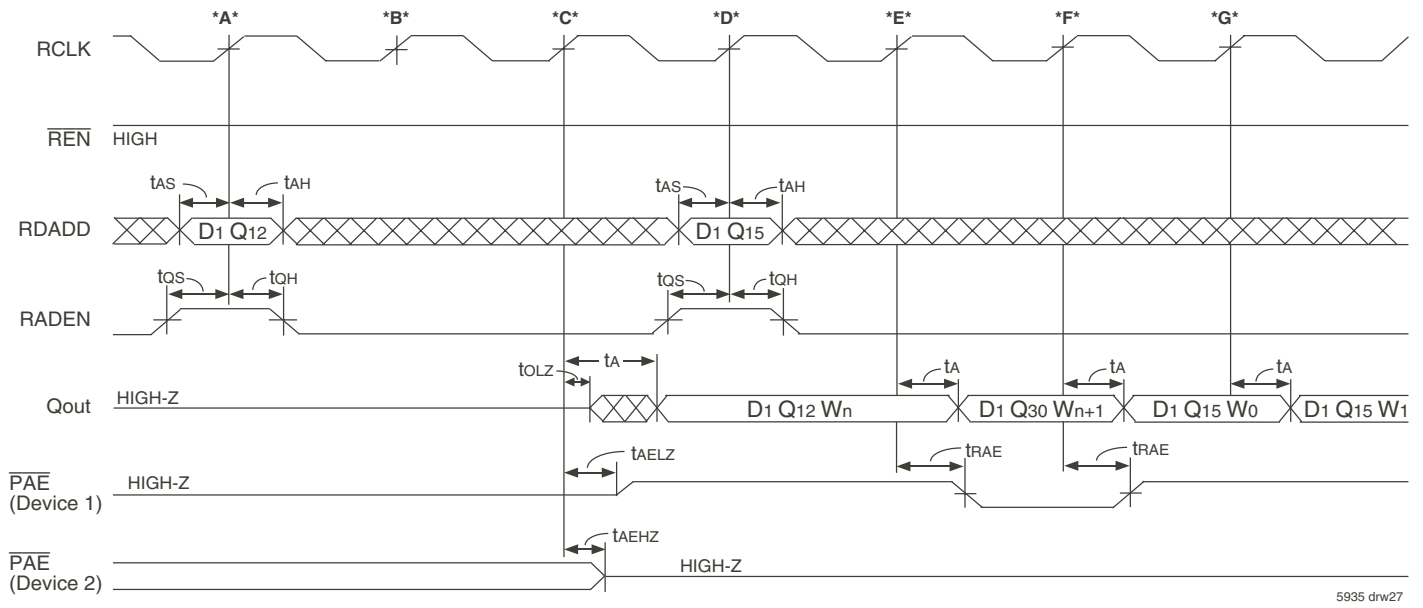 *A* *B* *C* *D* *E* *F* *G*
RCLK
REN HIGH
tAS tAH tAS tAH
RDADD D1 Q12 D1 Q15
tQS tQH tQS tQH
RADEN
tOLZ tA tA tA tA
Qout HIGH-Z D1 Q12 Wn D1 Q30 Wn+1 D1 Q15 W0 D1 Q15 W1
tAELZ tRAE tRAE
PAE HIGH-Z
(Device 1)
tAEHZ
PAE HIGH-Z
(Device 2)
5935 drw27